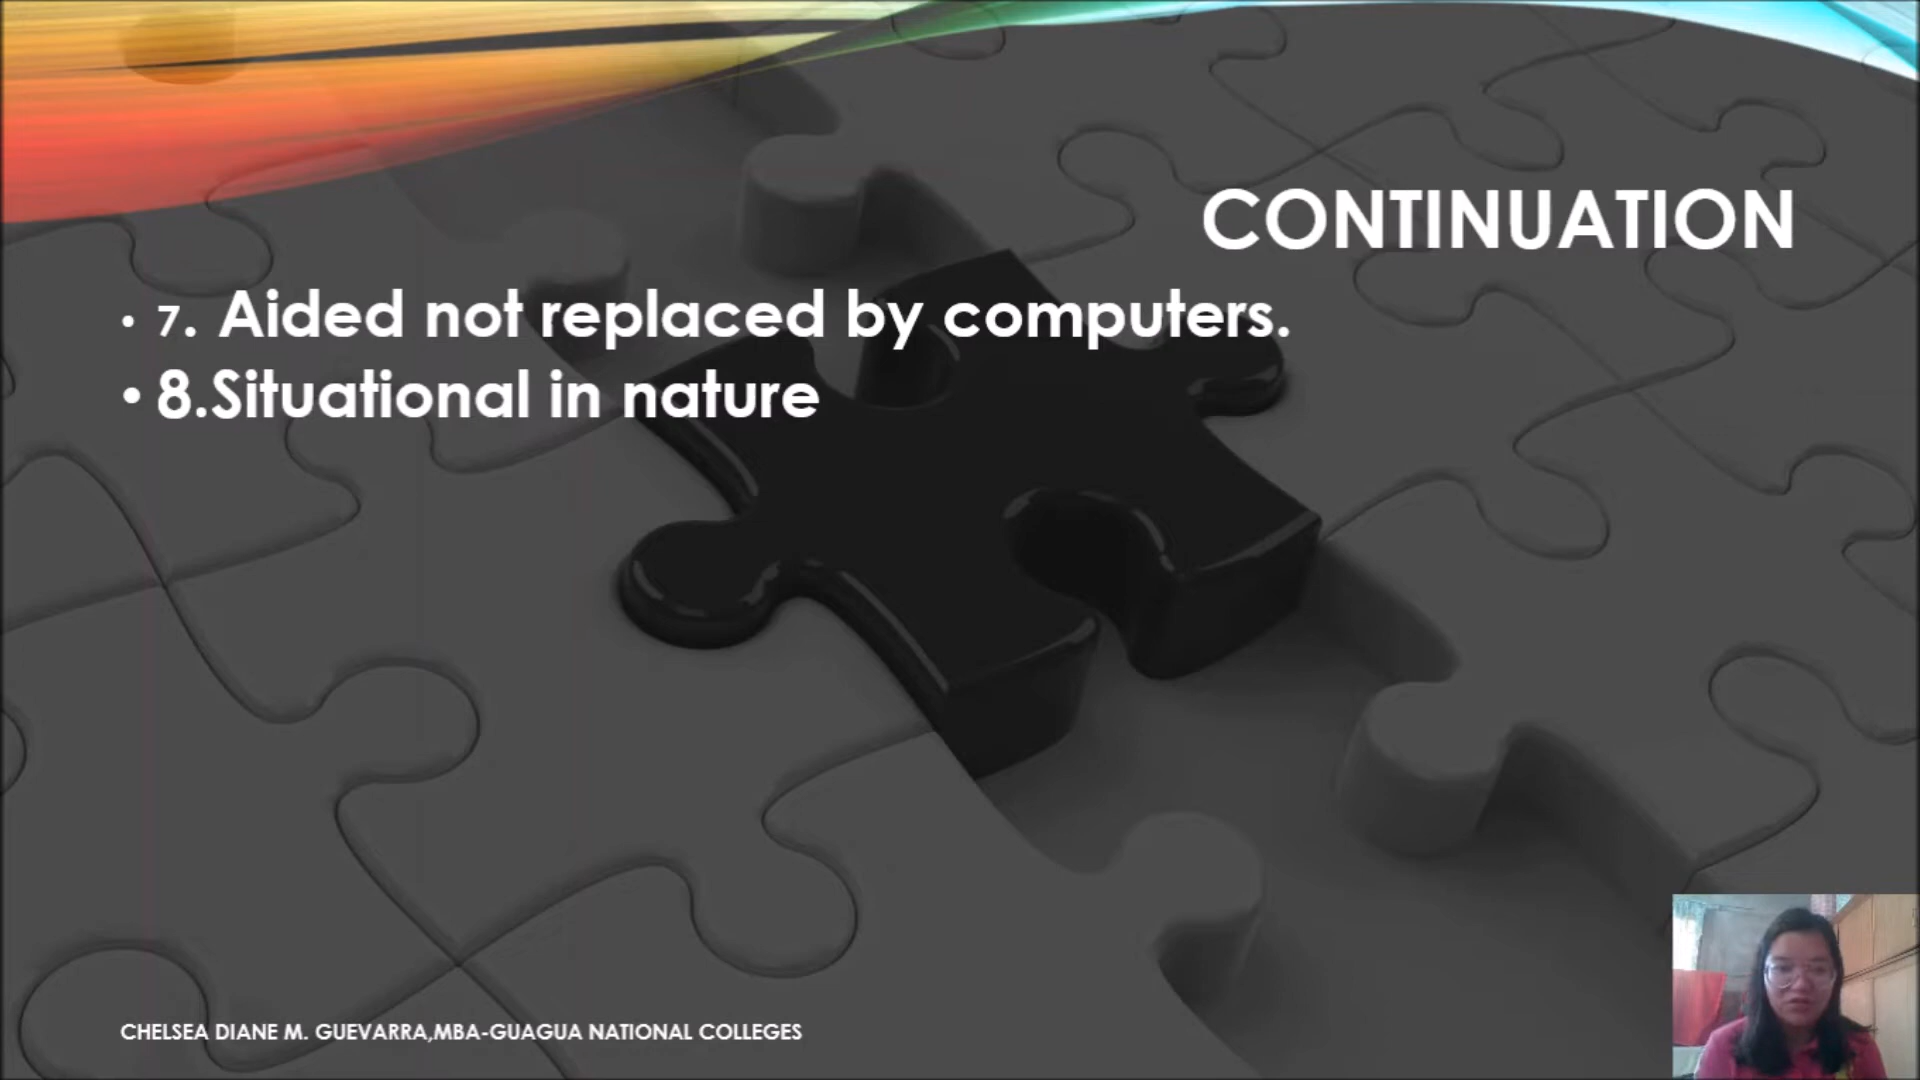 CONTINUATION
• 7. Aided not replaced by computers.
• 8.Situational in nature
CHELSEA DIANE M. GUEVARRA,MBA-GUAGUA NATIONAL COLLEGES